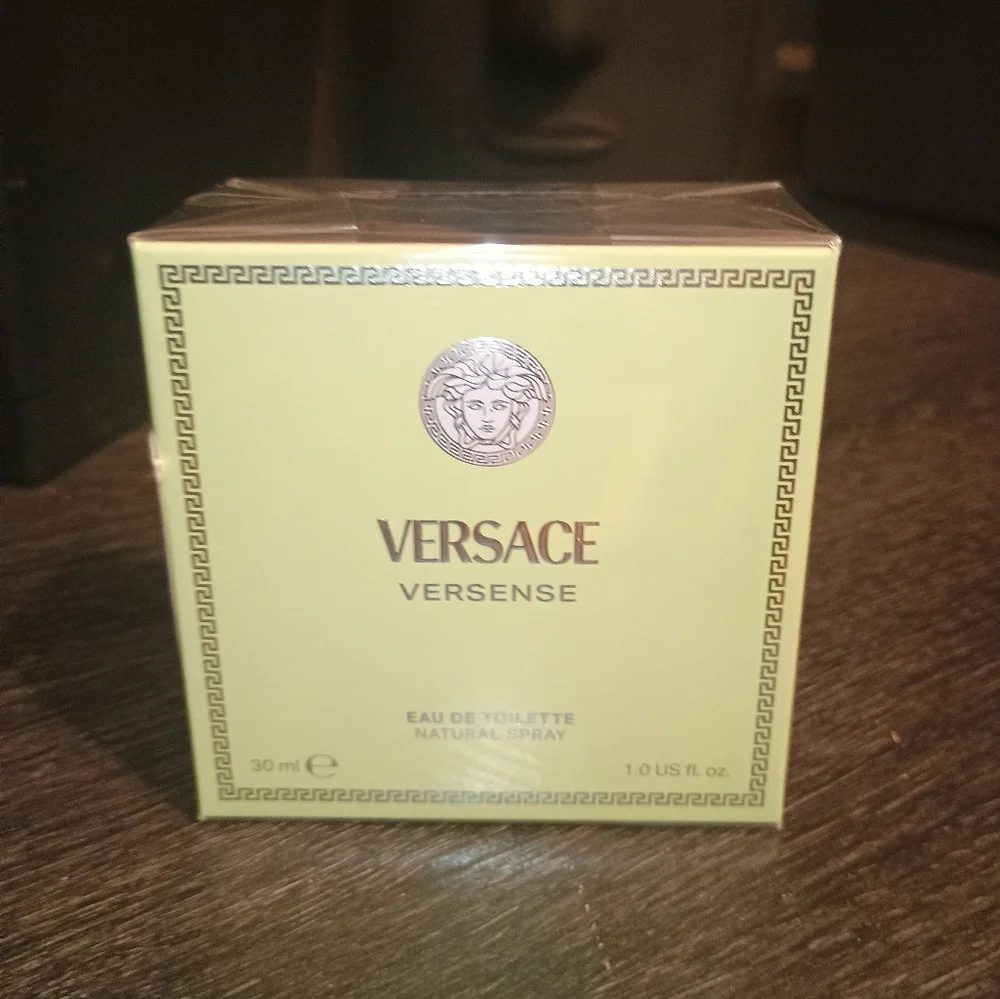 VERSACE
VERSENSE
EAU DE TOILETTE
NATURAL SPRAY
30 ml ℮
1.0 US fl. oz.